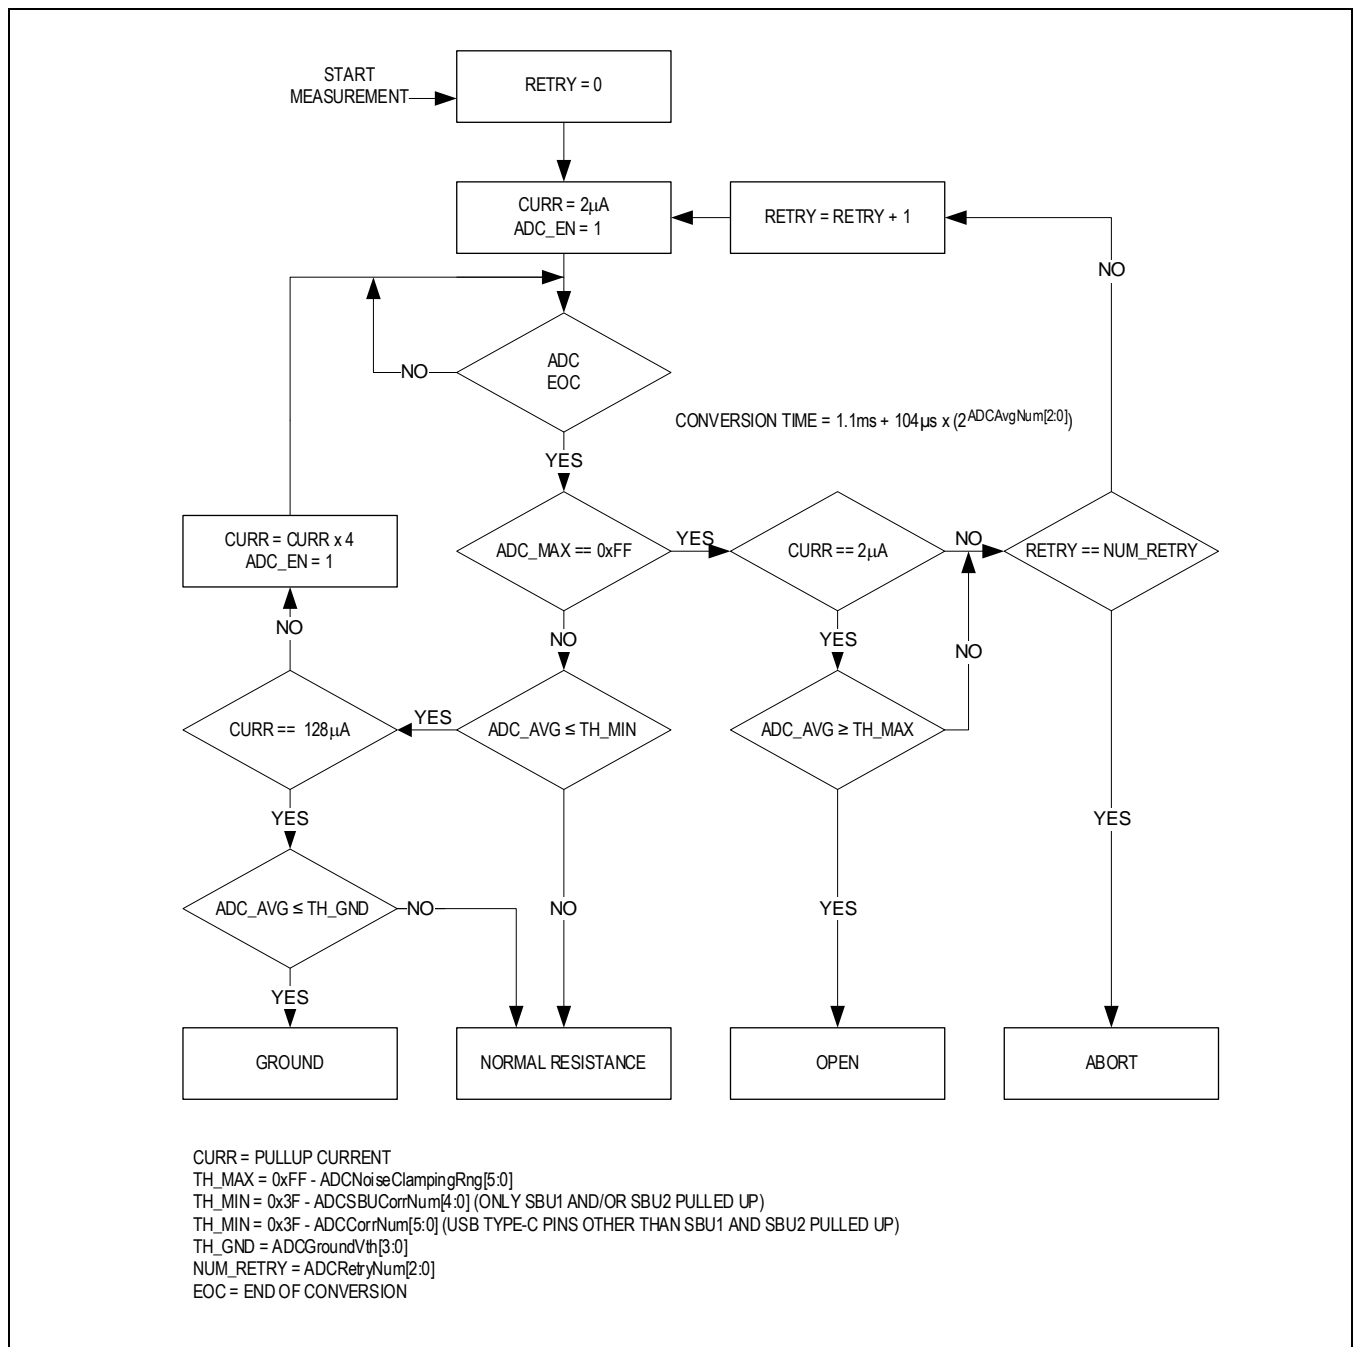 START
MEASUREMENT
RETRY = 0
CURR = 2µA
ADC_EN = 1
RETRY = RETRY + 1
NO
ADC
EOC
NO
CONVERSION TIME = 1.1ms + 104µs x (2^ADCAvgNum[2:0])
YES
CURR = CURR x 4
ADC_EN = 1
ADC_MAX == 0xFF
YES
CURR == 2µA
NO
RETRY == NUM_RETRY
NO
NO
YES
NO
CURR == 128µA
YES
ADC_AVG ≤ TH_MIN
ADC_AVG ≥ TH_MAX
YES
YES
ADC_AVG ≤ TH_GND
NO
NO
YES
YES
GROUND
NORMAL RESISTANCE
OPEN
ABORT
CURR = PULLUP CURRENT
TH_MAX = 0xFF - ADCNoiseClampingRng[5:0]
TH_MIN = 0x3F - ADCSBUCorrNum[4:0] (ONLY SBU1 AND/OR SBU2 PULLED UP)
TH_MIN = 0x3F - ADCCorrNum[5:0] (USB TYPE-C PINS OTHER THAN SBU1 AND SBU2 PULLED UP)
TH_GND = ADCGroundVth[3:0]
NUM_RETRY = ADCRetryNum[2:0]
EOC = END OF CONVERSION